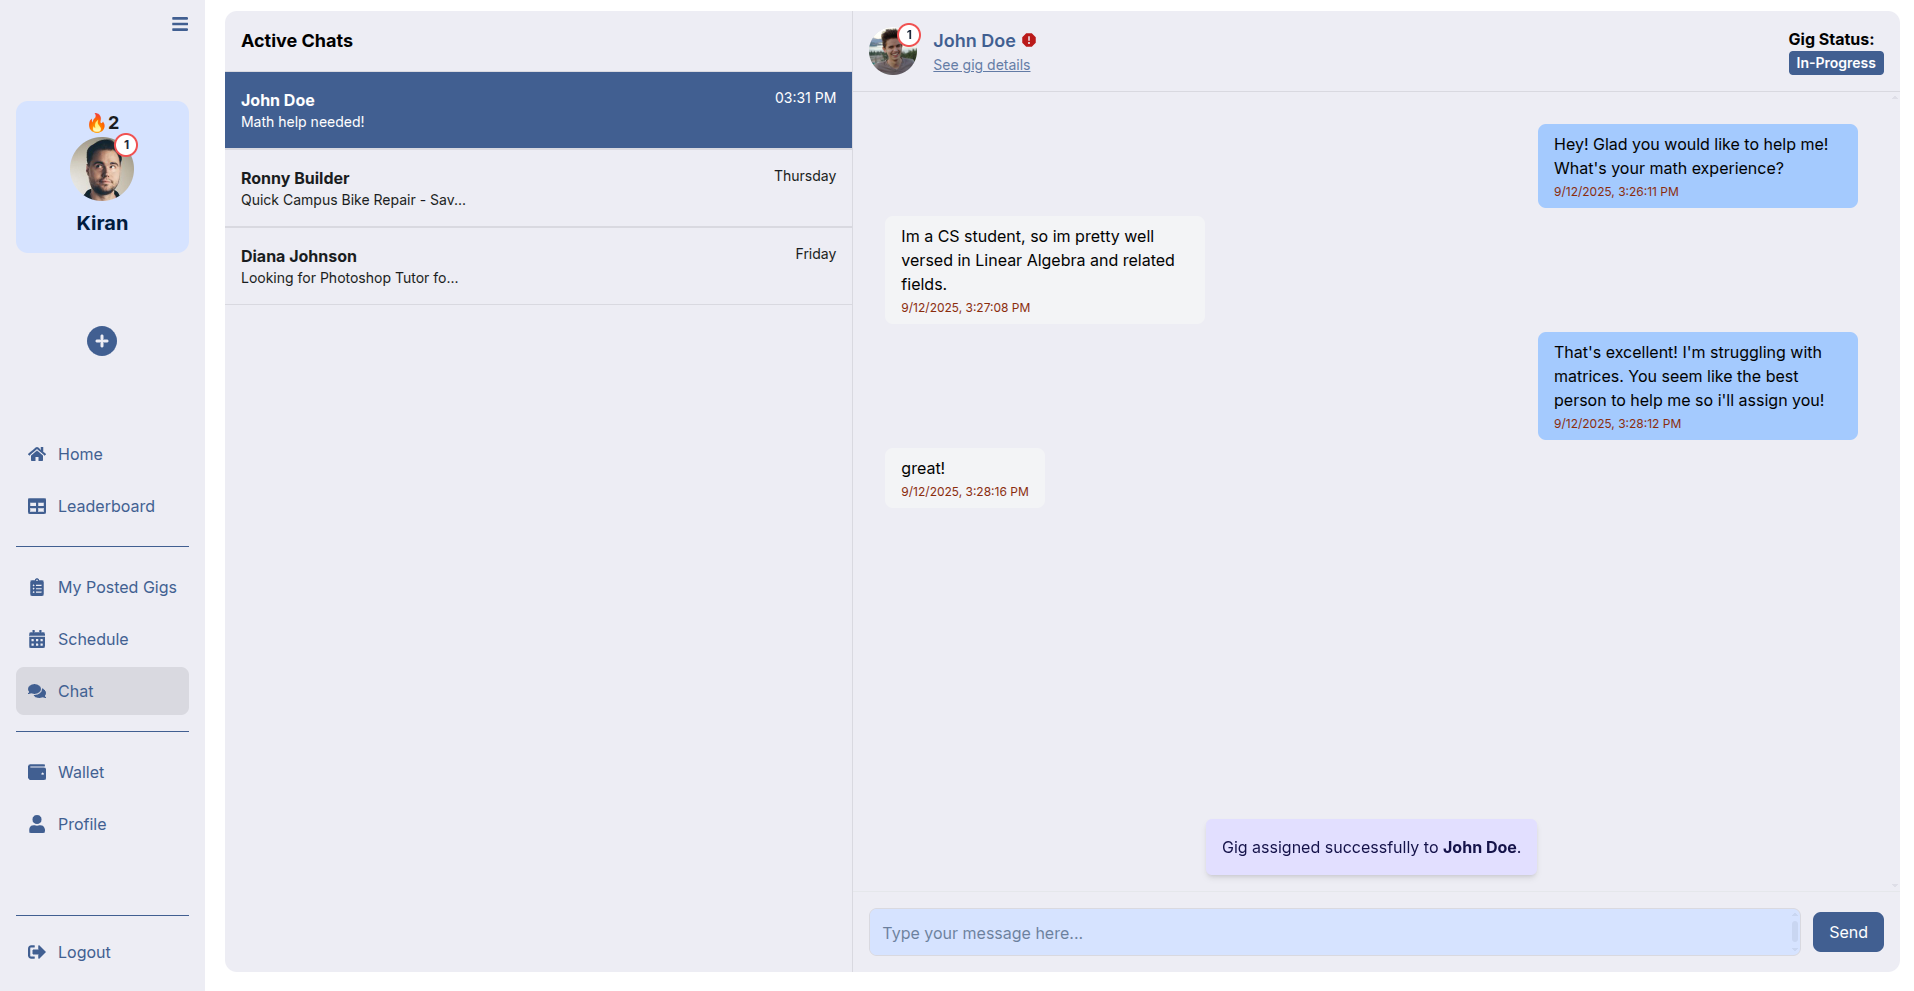 🔥2
1
Kiran
Home
Leaderboard
My Posted Gigs
Schedule
Chat
Wallet
Profile
Logout
Active Chats
John Doe
03:31 PM
Math help needed!
Ronny Builder
Thursday
Quick Campus Bike Repair - Sav...
Diana Johnson
Friday
Looking for Photoshop Tutor fo...
1
John Doe
See gig details
Gig Status:
In-Progress
Hey! Glad you would like to help me!
What's your math experience?
9/12/2025, 3:26:11 PM
Im a CS student, so im pretty well
versed in Linear Algebra and related
fields.
9/12/2025, 3:27:08 PM
That's excellent! I'm struggling with
matrices. You seem like the best
person to help me so i'll assign you!
9/12/2025, 3:28:12 PM
great!
9/12/2025, 3:28:16 PM
Gig assigned successfully to John Doe.
Type your message here...
Send